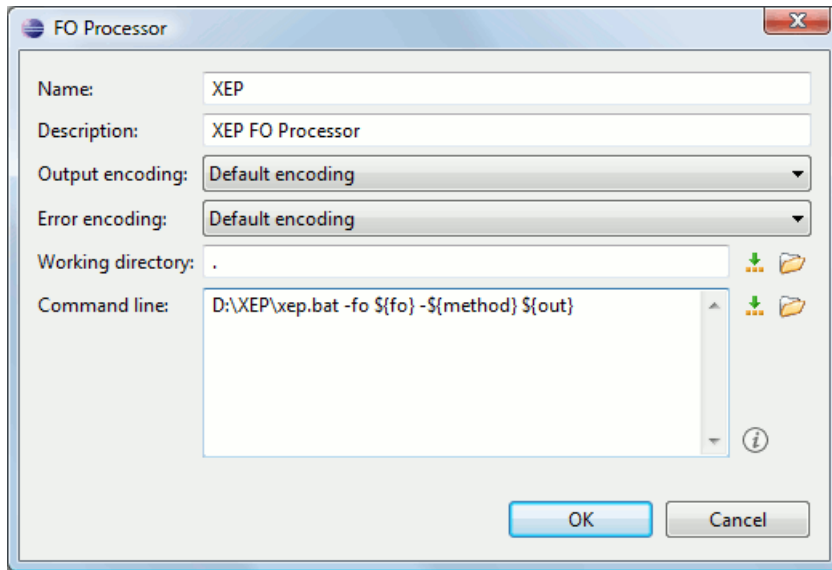 FO Processor
Name: XEP
Description: XEP FO Processor
Output encoding: Default encoding
Error encoding: Default encoding
Working directory: .
Command line: D:\XEP\xep.bat -fo ${fo} -${method} ${out}
OK Cancel